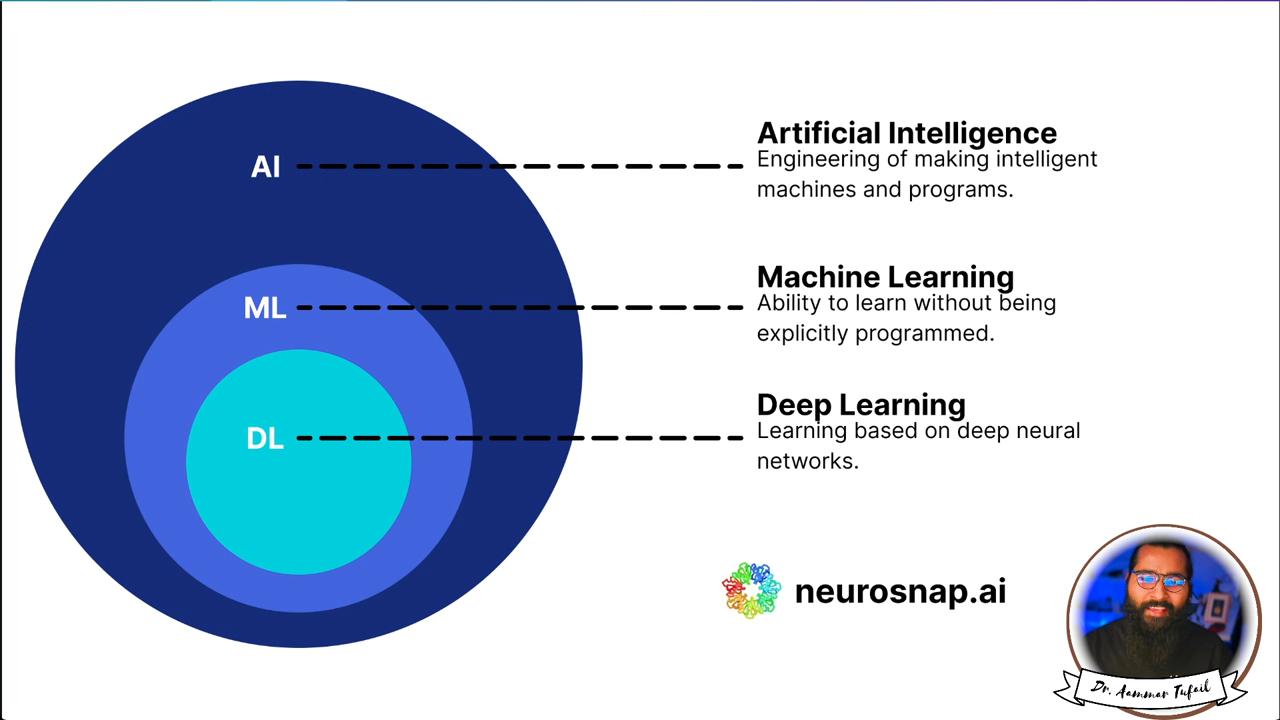 AI
Artificial Intelligence
Engineering of making intelligent
machines and programs.
ML
Machine Learning
Ability to learn without being
explicitly programmed.
DL
Deep Learning
Learning based on deep neural
networks.
neurosnap.ai
Dr. Aammar Tufail